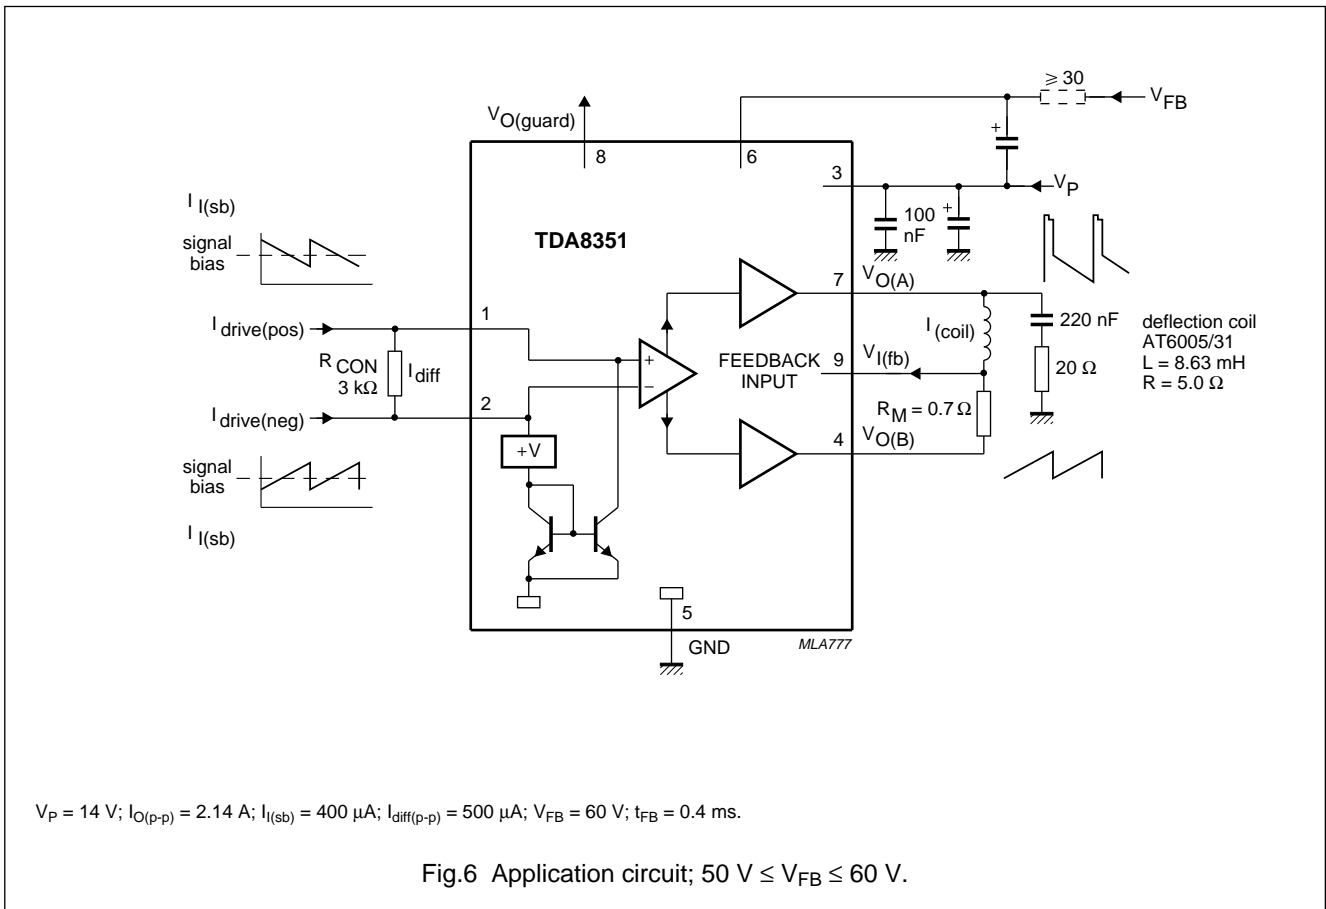 ≥ 30
V_FB
V_O(guard)
8
6
3
V_P
I_I(sb)
100
nF
TDA8351
signal
bias
7
V_O(A)
1
I_drive(pos)
I_(coil)
220 nF
deflection coil
AT6005/31
L = 8.63 mH
R = 5.0 Ω
R_CON
3 kΩ
I_diff
+
−
FEEDBACK
INPUT
9
V_I(fb)
20 Ω
2
I_drive(neg)
R_M = 0.7 Ω
4
V_O(B)
+V
signal
bias
I_I(sb)
5
GND
MLA777
+
+
V_P = 14 V; I_O(p-p) = 2.14 A; I_I(sb) = 400 μA; I_diff(p-p) = 500 μA; V_FB = 60 V; t_FB = 0.4 ms.
Fig.6 Application circuit; 50 V ≤ V_FB ≤ 60 V.